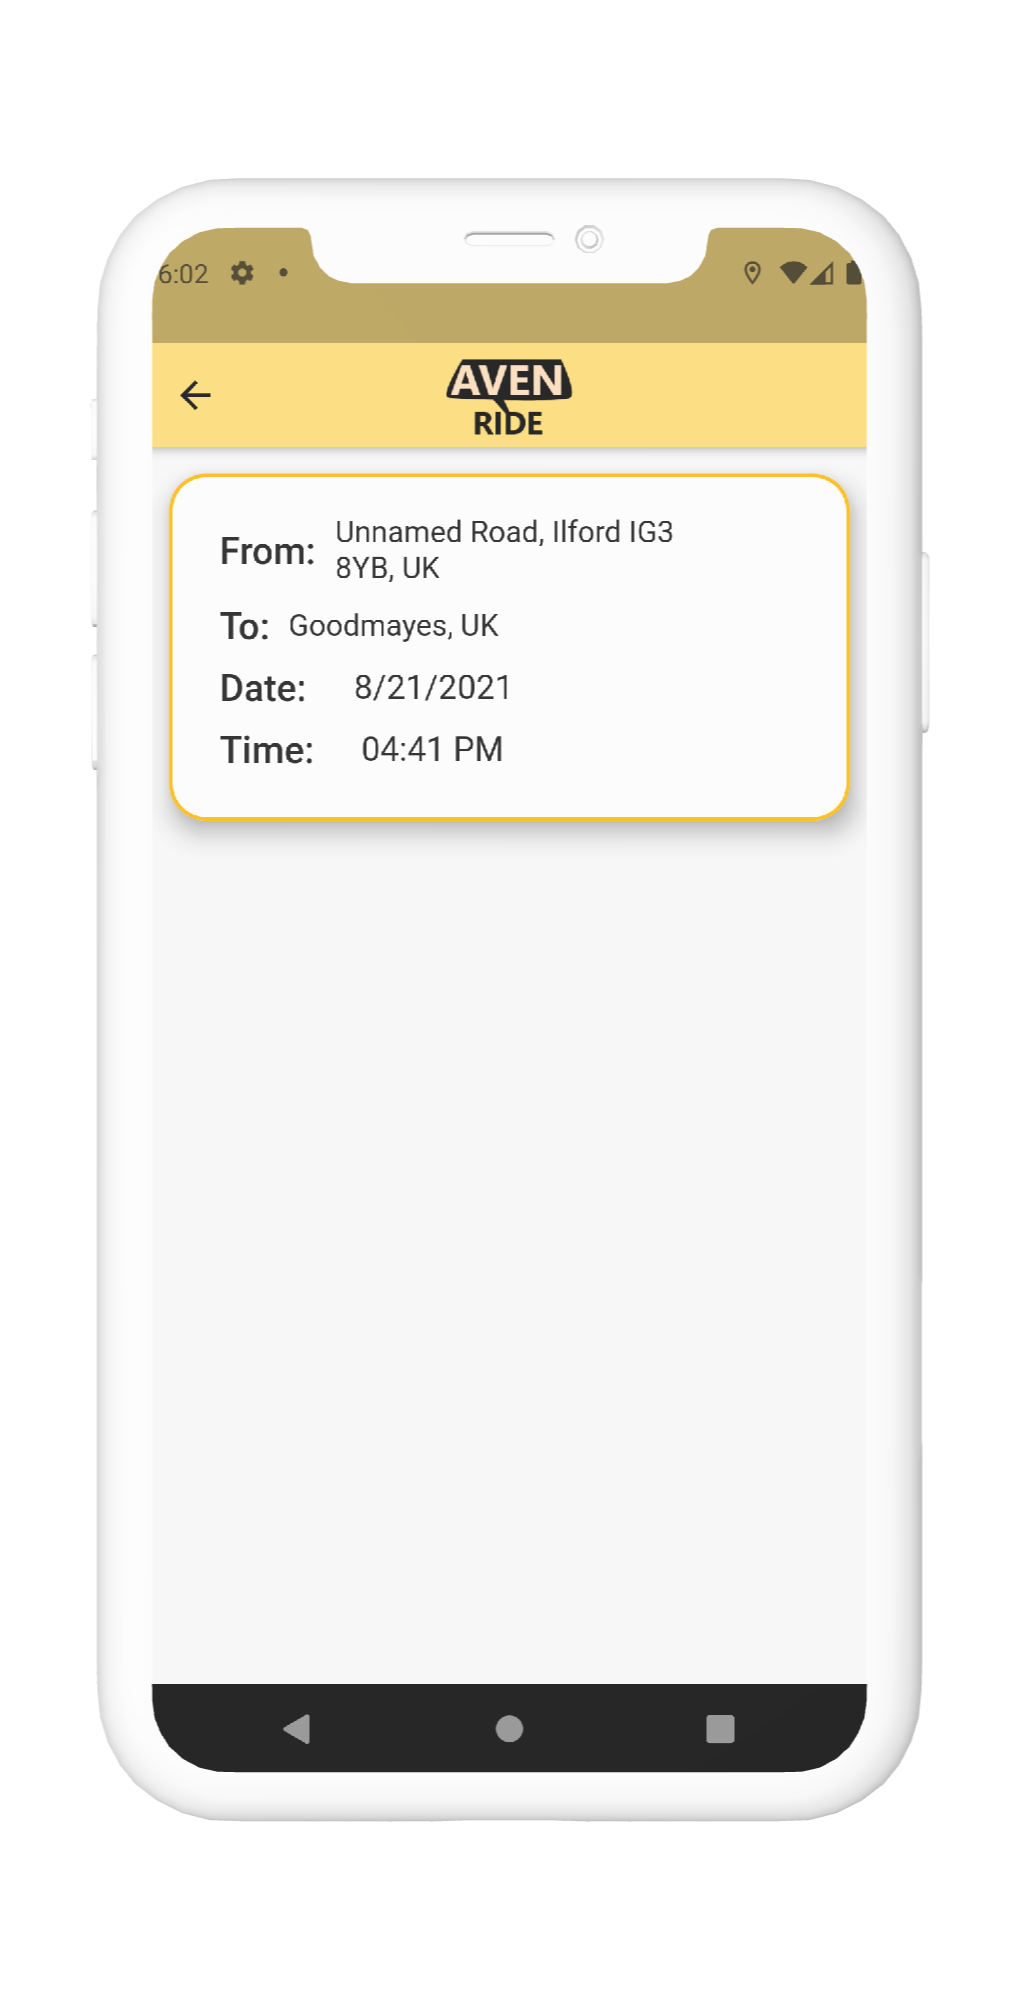 6:02
AVEN
RIDE
From: Unnamed Road, Ilford IG3
8YB, UK
To: Goodmayes, UK
Date: 8/21/2021
Time: 04:41 PM